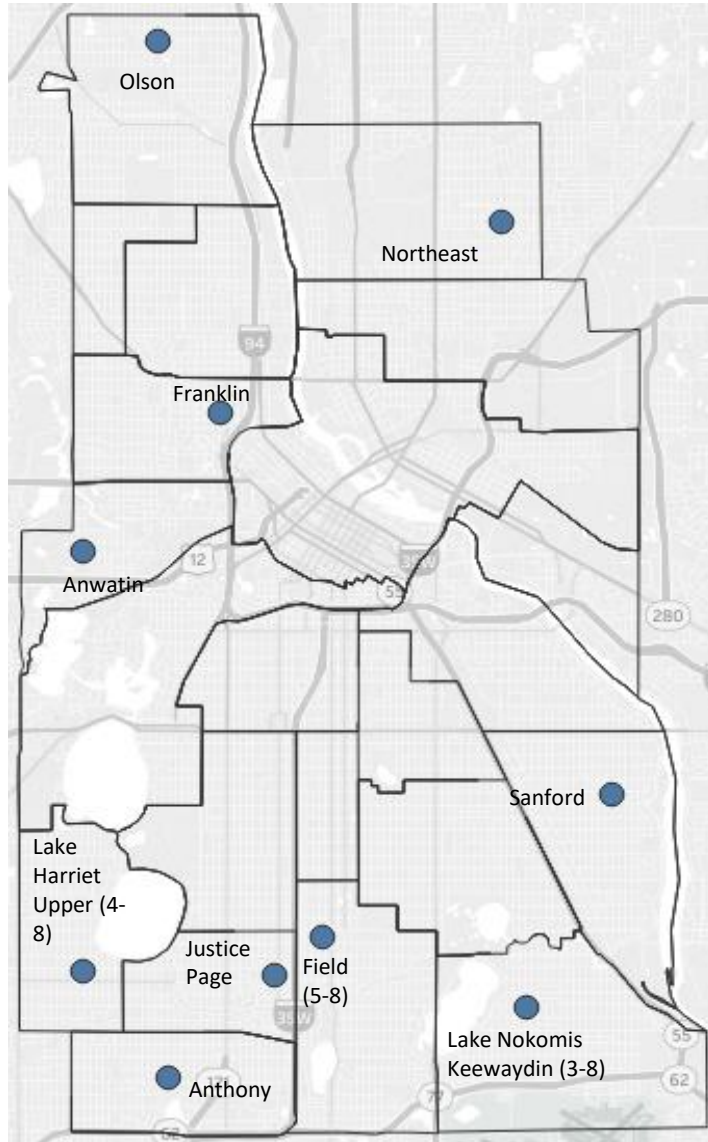 Olson
Northeast
94
Franklin
12
Anwatin
55
280
Sanford
Lake
Harriet
Upper (4-
8)
Justice
Page
Field
(5-8)
Lake Nokomis
Keewaydin (3-8)
55
Anthony
77
62
62